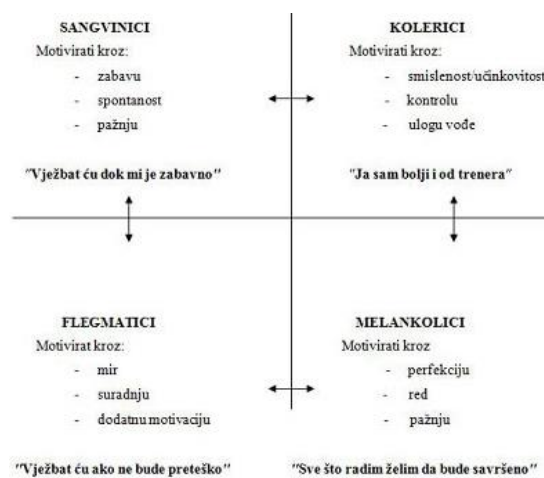 SANGVINICI
Motivirati kroz:
- zabavu
- spontanost
- pažnju
"Vježbat ću dok mi je zabavno"
KOLERICI
Motivirati kroz:
- smislenost/učinkovitost
- kontrolu
- ulogu vođe
"Ja sam bolji i od trenera"
FLEGMATICI
Motivirat kroz:
- mir
- suradnju
- dodatnu motivaciju
"Vježbat ću ako ne bude preteško"
MELANKOLICI
Motivirati kroz
- perfekciju
- red
- pažnju
"Sve što radim želim da bude savršeno"